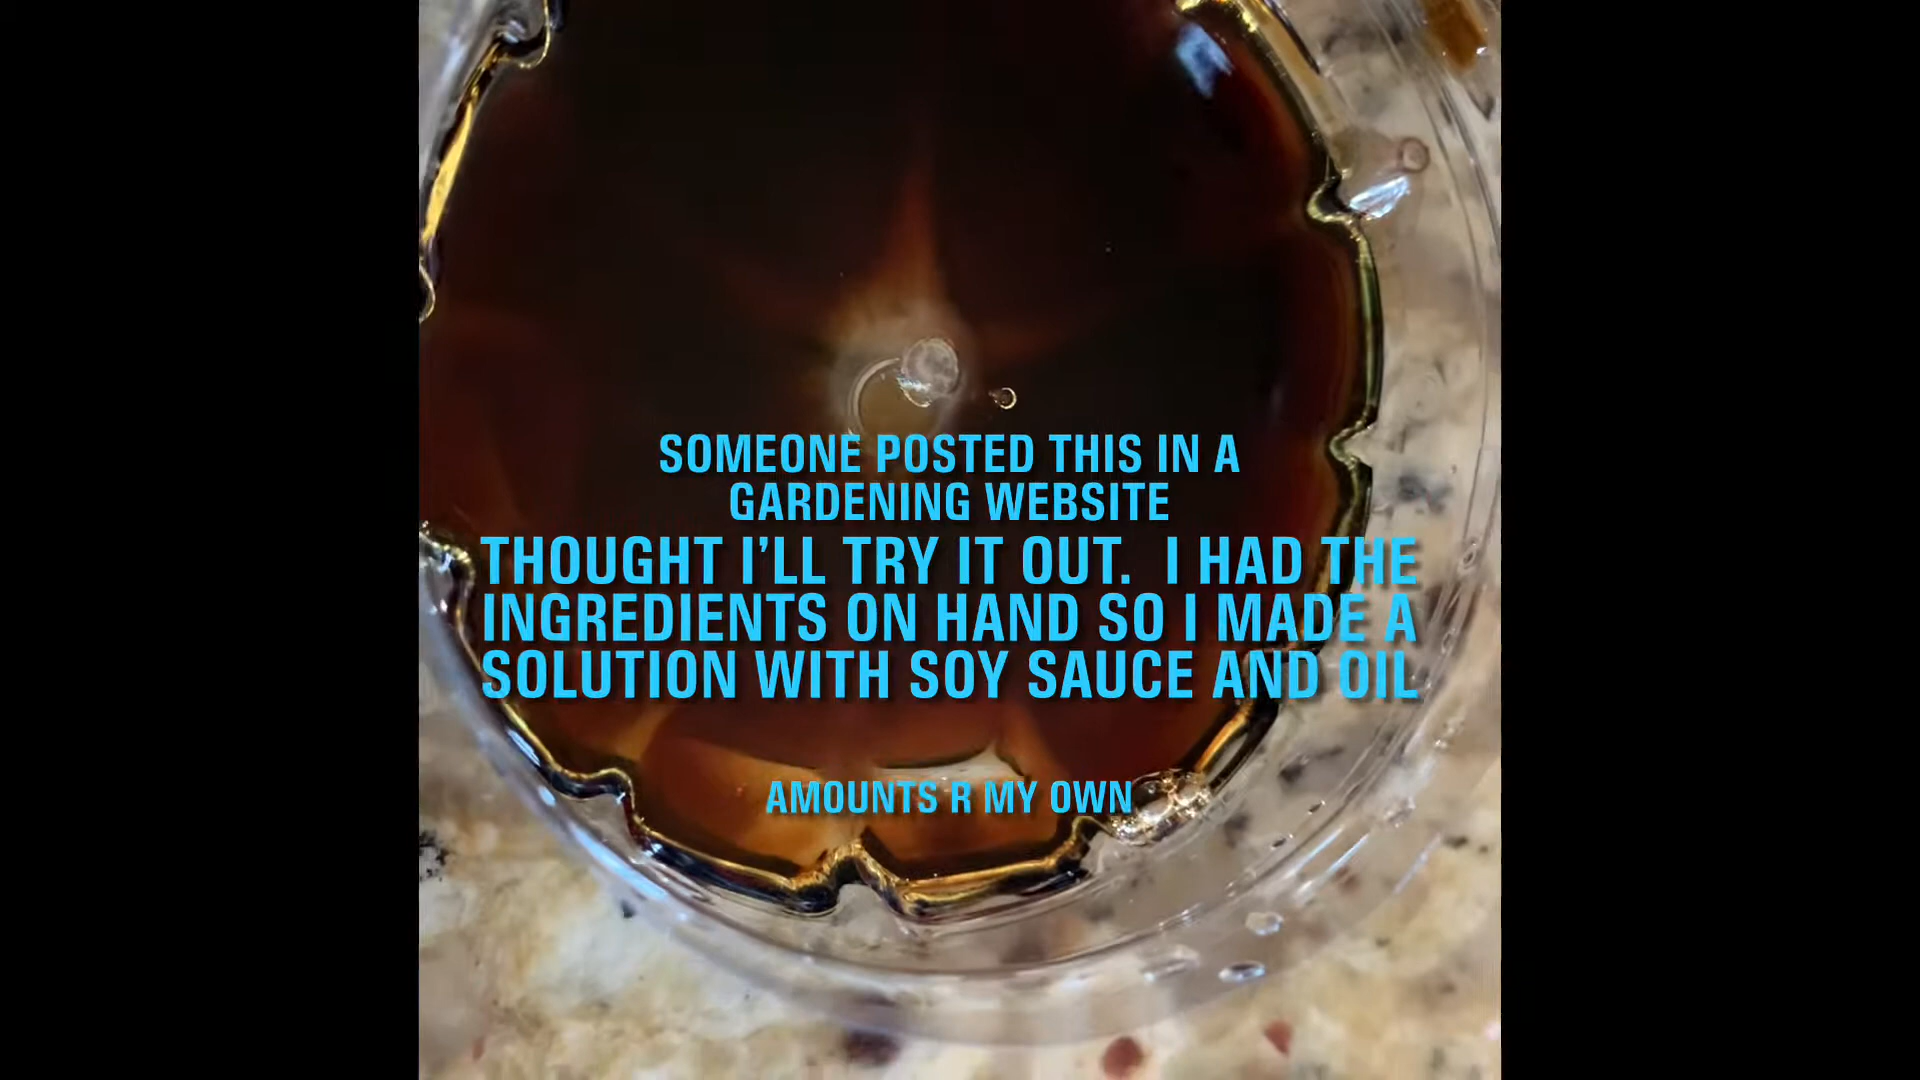 SOMEONE POSTED THIS IN A
GARDENING WEBSITE
THOUGHT I’LL TRY IT OUT.  I HAD THE
INGREDIENTS ON HAND SO I MADE A
SOLUTION WITH SOY SAUCE AND OIL
AMOUNTS R MY OWN